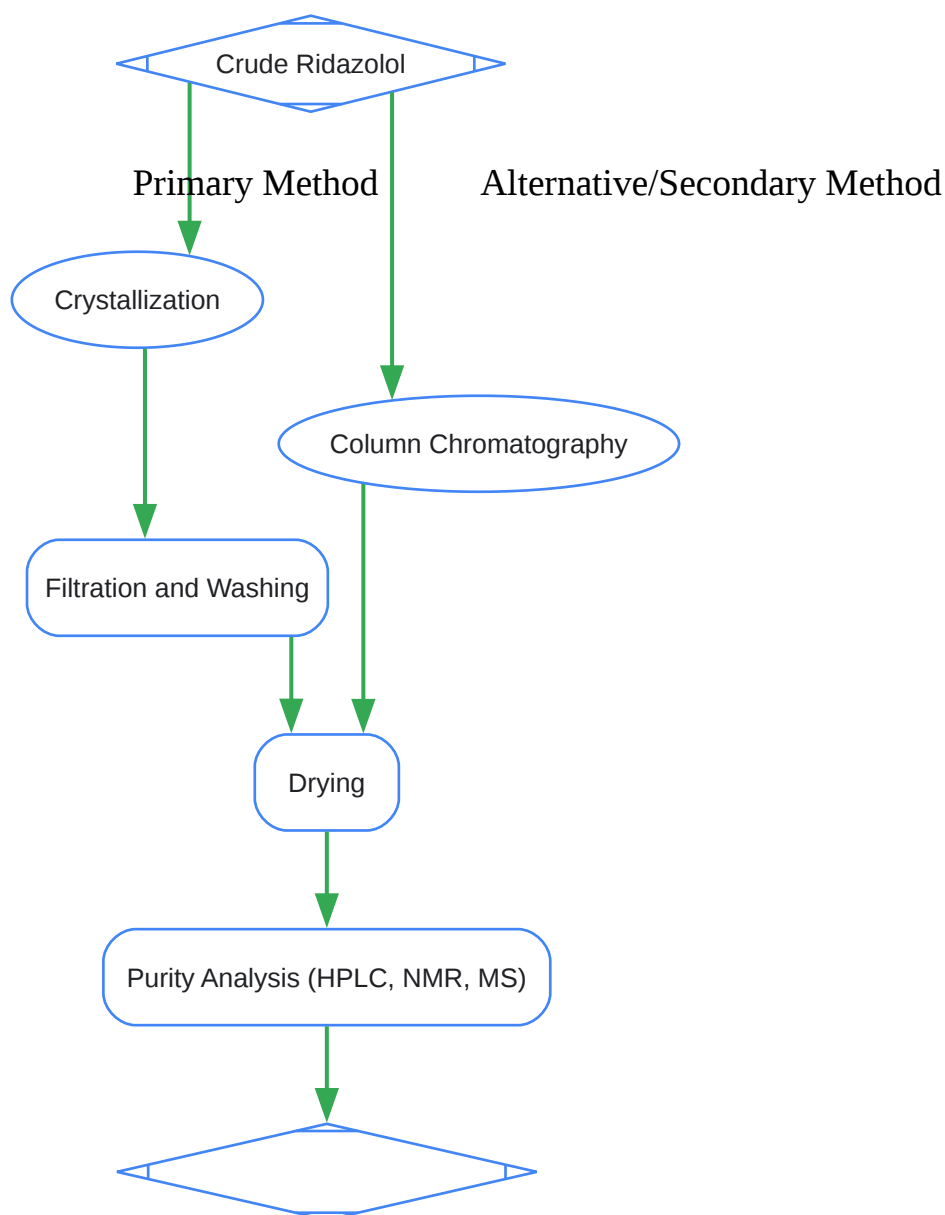 Crude Ridazolol
Primary Method
Alternative/Secondary Method
Crystallization
Column Chromatography
Filtration and Washing
Drying
Purity Analysis (HPLC, NMR, MS)